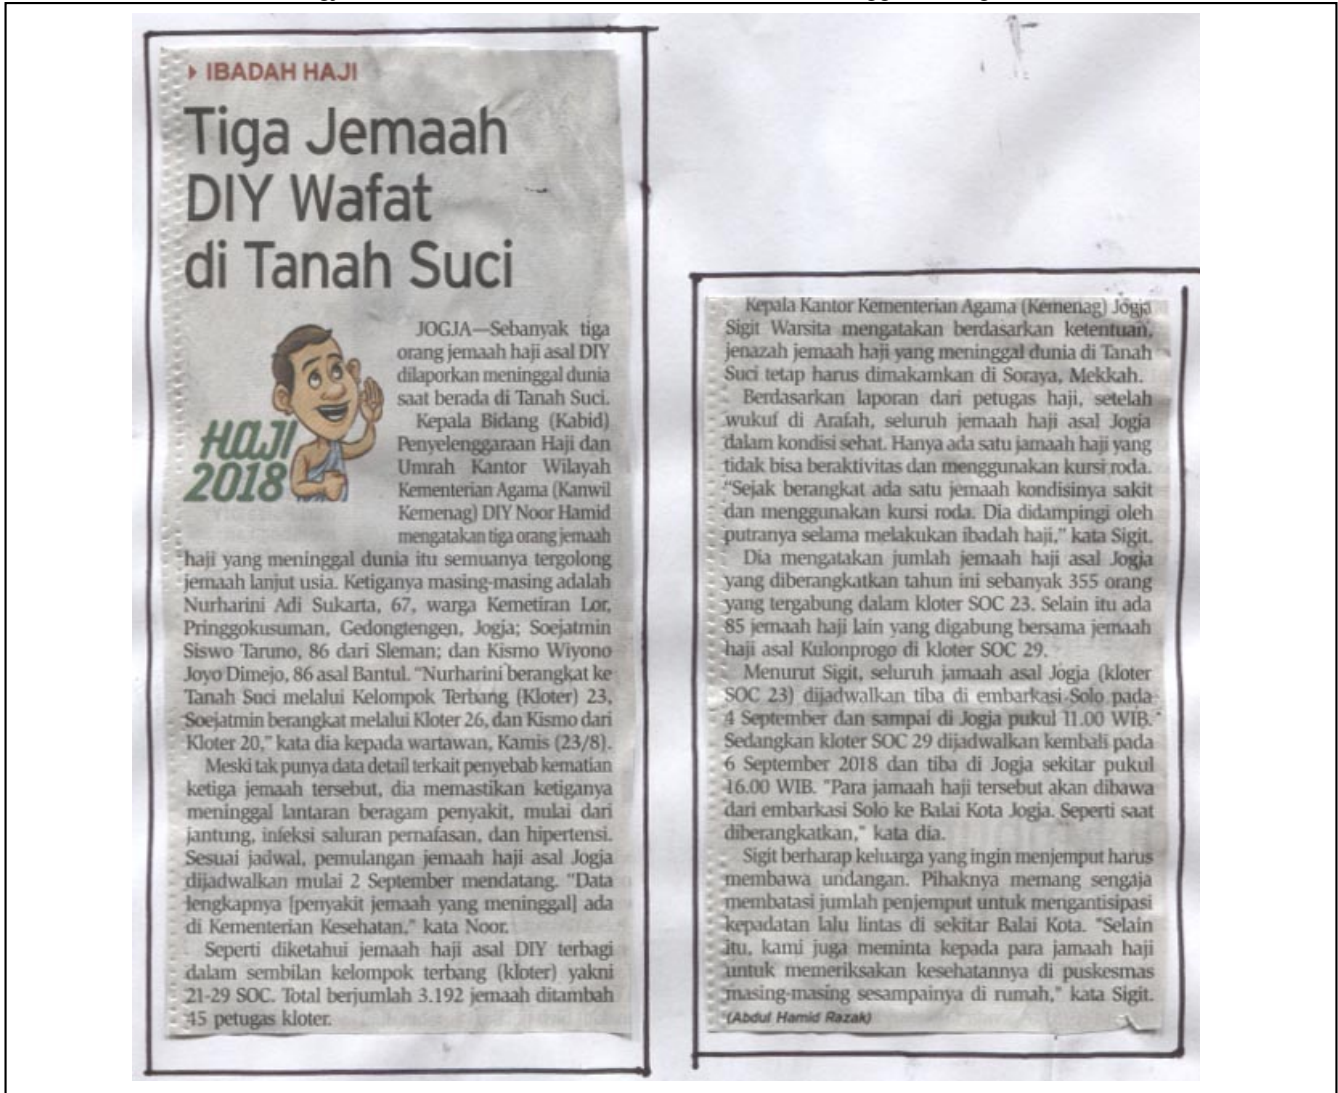 IBADAH HAJI
Tiga Jemaah
DIY Wafat
di Tanah Suci
HAJI
2018
JOGJA—Sebanyak tiga
orang jemaah haji asal DIY
dilaporkan meninggal dunia
saat berada di Tanah Suci.
Kepala Bidang (Kabid)
Penyelenggaraan Haji dan
Umrah Kantor Wilayah
Kementerian Agama (Kanwil
Kemenag) DIY Noor Hamid
mengatakan tiga orang jemaah
haji yang meninggal dunia itu semuanya tergolong
jemaah lanjut usia. Ketiganya masing-masing adalah
Nurharini Adi Sukarta, 67, warga Kemetiran Lor,
Pringgokusuman, Gedongtengen, Jogja; Soejatmin
Siswo Taruno, 86 dari Sleman; dan Kismo Wiyono
Joyo Dimejo, 86 asal Bantul. "Nurharini berangkat ke
Tanah Suci melalui Kelompok Terbang (Kloter) 23,
Soejatmin berangkat melalui Kloter 26, dan Kismo dari
Kloter 20," kata dia kepada wartawan, Kamis (23/8).
Meski tak punya data detail terkait penyebab kematian
ketiga jemaah tersebut, dia memastikan ketiganya
meninggal lantaran beragam penyakit, mulai dari
jantung, infeksi saluran pernafasan, dan hipertensi.
Sesuai jadwal, pemulangan jemaah haji asal Jogja
dijadwalkan mulai 2 September mendatang. "Data
lengkapnya [penyakit jemaah yang meninggal] ada
di Kementerian Kesehatan," kata Noor.
Seperti diketahui jemaah haji asal DIY terbagi
dalam sembilan kelompok terbang (kloter) yakni
21-29 SOC. Total berjumlah 3.192 jemaah ditambah
45 petugas kloter.
Kepala Kantor Kementerian Agama (Kemenag) Jogja
Sigit Warsita mengatakan berdasarkan ketentuan,
jenazah jemaah haji yang meninggal dunia di Tanah
Suci tetap harus dimakamkan di Soraya, Mekkah.
Berdasarkan laporan dari petugas haji, setelah
wukuf di Arafah, seluruh jemaah haji asal Jogja
dalam kondisi sehat. Hanya ada satu jamaah haji yang
tidak bisa beraktivitas dan menggunakan kursi roda.
"Sejak berangkat ada satu jemaah kondisinya sakit
dan menggunakan kursi roda. Dia didampingi oleh
putranya selama melakukan ibadah haji," kata Sigit.
Dia mengatakan jumlah jemaah haji asal Jogja
yang diberangkatkan tahun ini sebanyak 355 orang
yang tergabung dalam kloter SOC 23. Selain itu ada
85 jemaah haji lain yang digabung bersama jemaah
haji asal Kulonprogo di kloter SOC 29.
Menurut Sigit, seluruh jamaah asal Jogja (kloter
SOC 23) dijadwalkan tiba di embarkasi Solo pada
4 September dan sampai di Jogja pukul 11.00 WIB.
Sedangkan kloter SOC 29 dijadwalkan kembali pada
6 September 2018 dan tiba di Jogja sekitar pukul
16.00 WIB. "Para jamaah haji tersebut akan dibawa
dari embarkasi Solo ke Balai Kota Jogja. Seperti saat
diberangkatkan," kata dia.
Sigit berharap keluarga yang ingin menjemput harus
membawa undangan. Pihaknya memang sengaja
membatasi jumlah penjemput untuk mengantisipasi
kepadatan lalu lintas di sekitar Balai Kota. "Selain
itu, kami juga meminta kepada para jamaah haji
untuk memeriksakan kesehatannya di puskesmas
masing-masing sesampainya di rumah," kata Sigit.
(Abdul Hamid Razak)